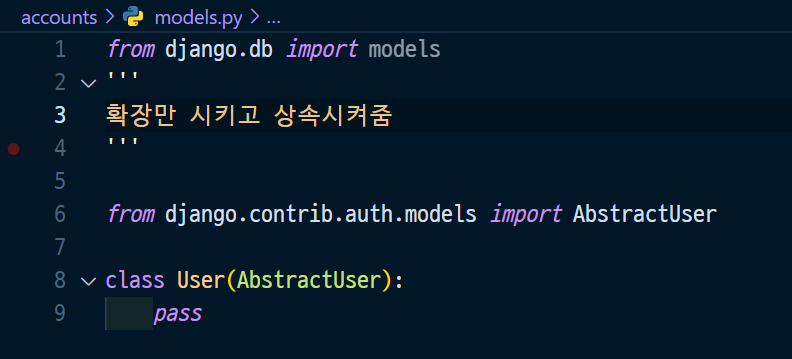 accounts > models.py > ...
1 from django.db import models
2 '''
3 확장만 시키고 상속시켜줌
4 '''
5
6 from django.contrib.auth.models import AbstractUser
7
8 class User(AbstractUser):
9     pass